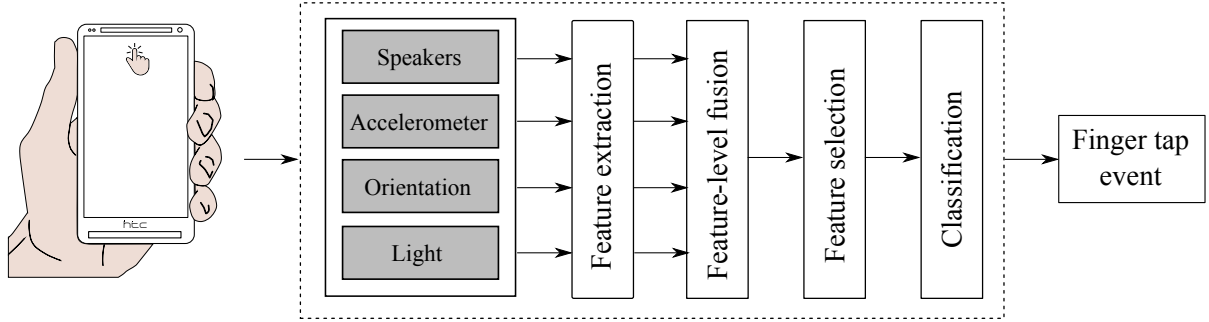 htc
Speakers
Accelerometer
Orientation
Light
Feature extraction
Feature-level fusion
Feature selection
Classification
Finger tap
event